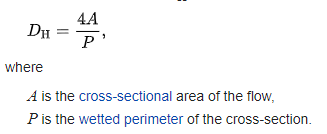 D_H = 4A / P,
where
A is the cross-sectional area of the flow,
P is the wetted perimeter of the cross-section.